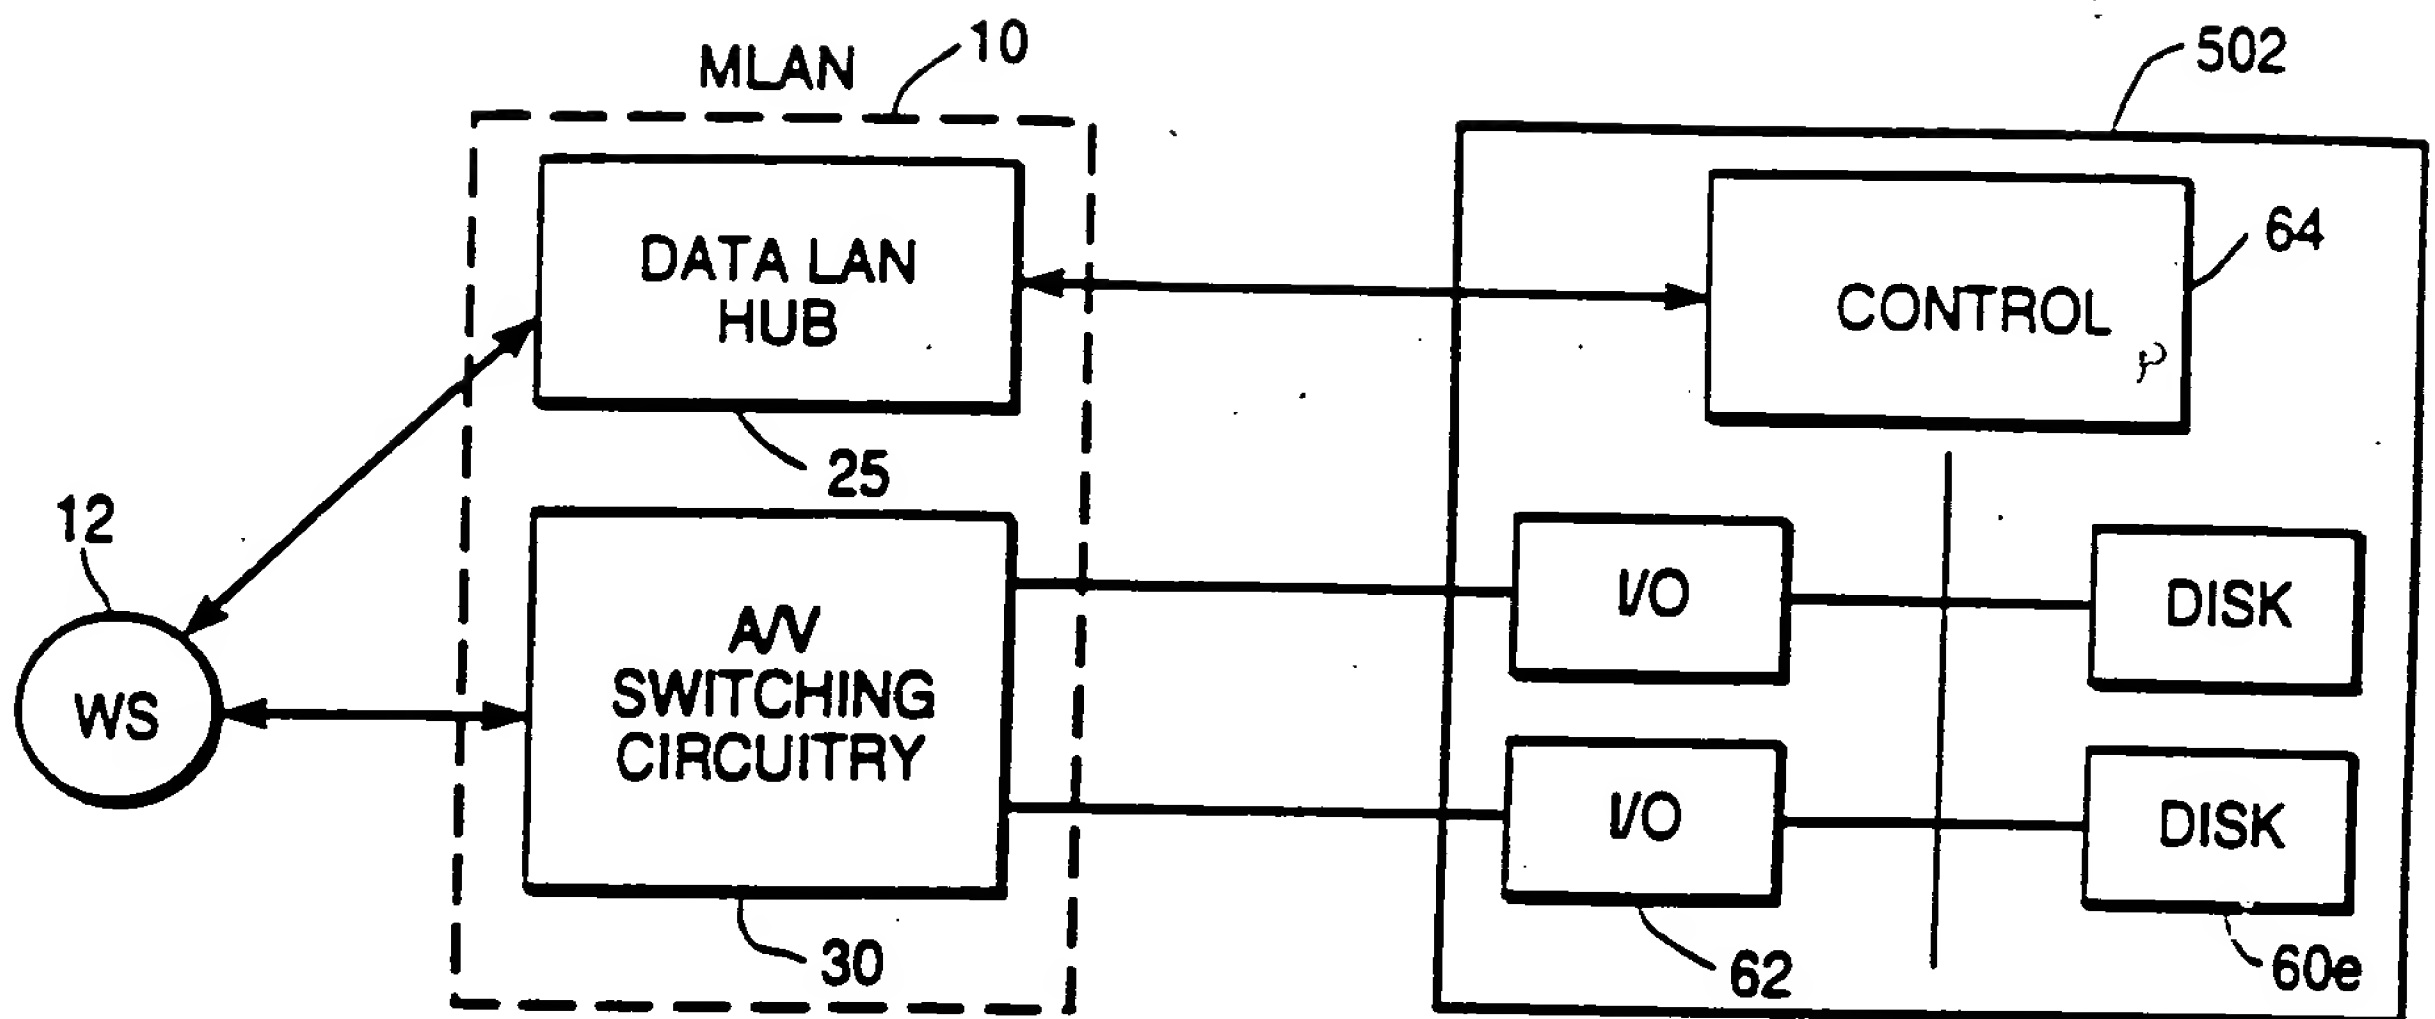 MLAN
10
502
DATA LAN
HUB
CONTROL
64
25
12
WS
A/V
SWITCHING
CIRCUITRY
I/O
DISK
I/O
DISK
30
62
60e